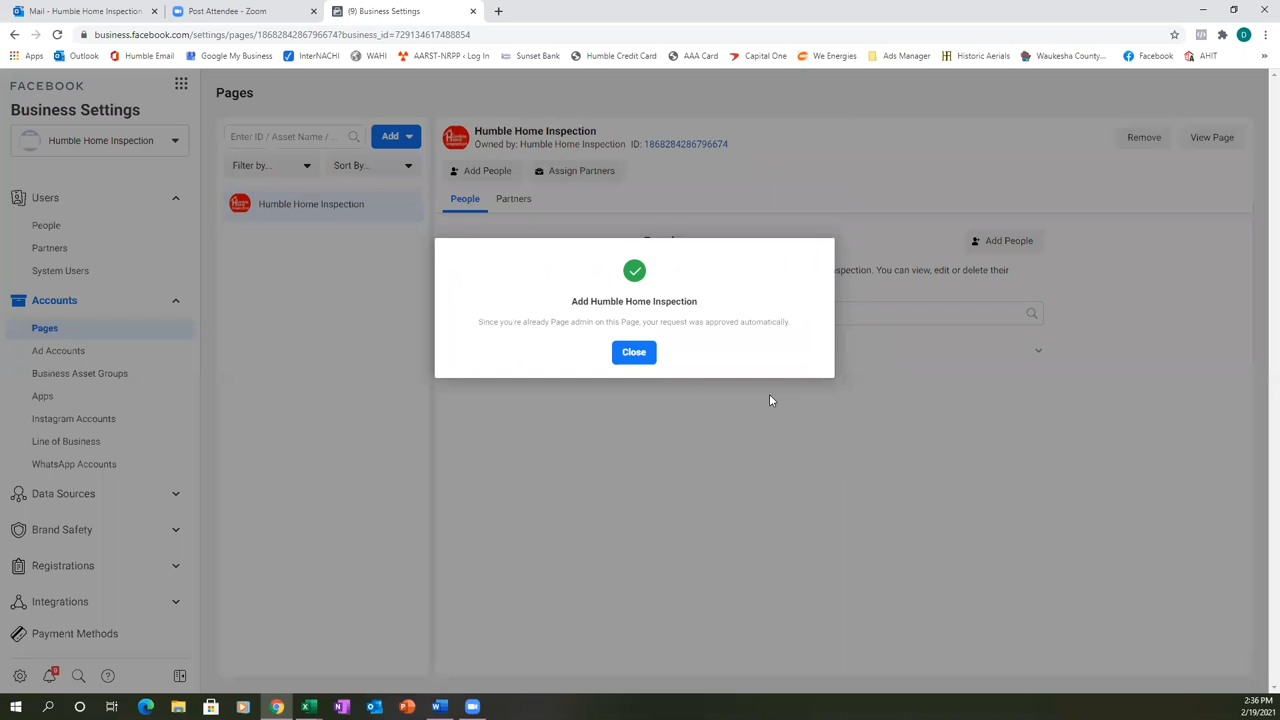 Mail - Humble Home Inspection
Post Attendee - Zoom
(9) Business Settings
business.facebook.com/settings/pages/1868284286796674?business_id=729134617488854
D
Apps
Outlook
Humble Email
Google My Business
InterNACHI
WAHI
AARST-NRPP < Log In
Sunset Bank
Humble Credit Card
AAA Card
Capital One
We Energies
Ads Manager
Historic Aerials
Waukesha County...
Facebook
AHIT
FACEBOOK
Business Settings
Humble Home Inspection
Users
People
Partners
System Users
Accounts
Pages
Ad Accounts
Business Asset Groups
Apps
Instagram Accounts
Line of Business
WhatsApp Accounts
Data Sources
Brand Safety
Registrations
Integrations
Payment Methods
Pages
Enter ID / Asset Name / ...
Add
Filter by...
Sort By...
Humble Home Inspection
Humble Home Inspection
Owned by: Humble Home Inspection ID: 1868284286796674
Remove
View Page
Add People
Assign Partners
People
Partners
Add People
spection. You can view, edit or delete their
Add Humble Home Inspection
Since you're already Page admin on this Page, your request was approved automatically.
Close
2:36 PM
2/19/2021